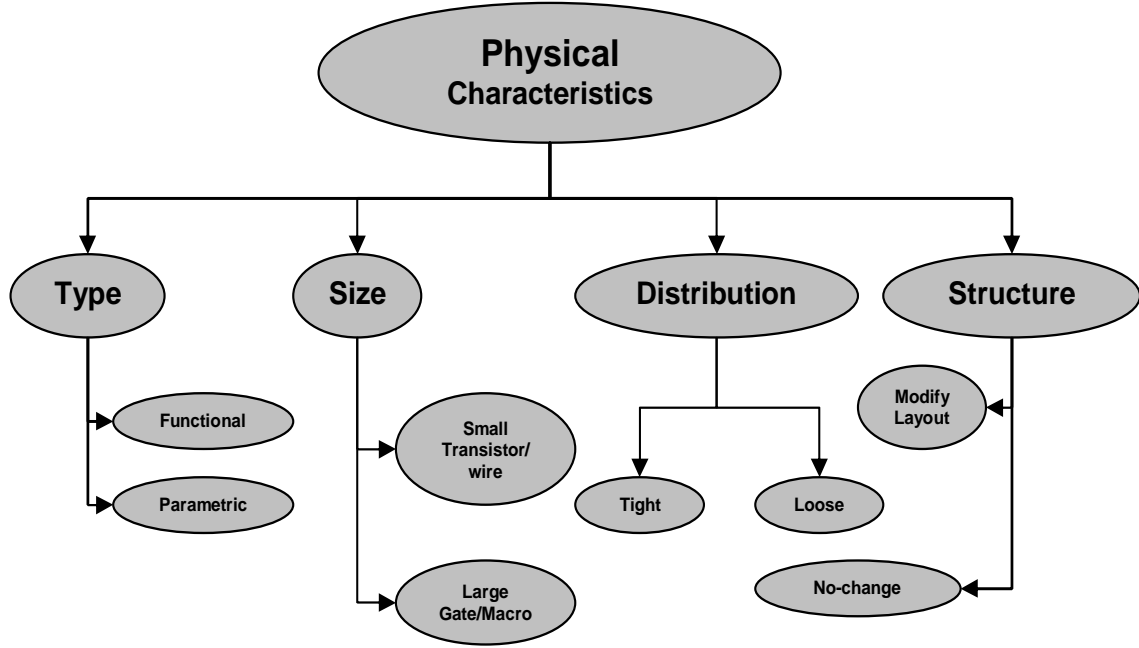 Physical
Characteristics
Type
Size
Distribution
Structure
Functional
Parametric
Small
Transistor/
wire
Large
Gate/Macro
Tight
Loose
Modify
Layout
No-change